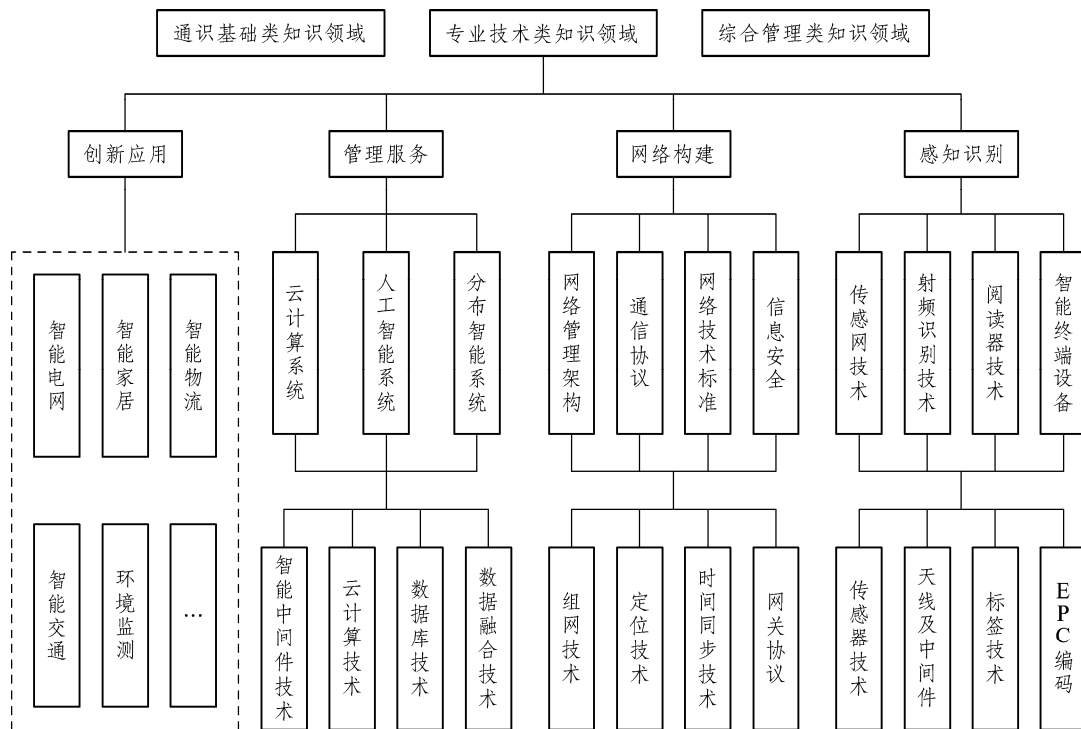 通识基础类知识领域
专业技术类知识领域
综合管理类知识领域
创新应用
管理服务
网络构建
感知识别
智能电网
智能家居
智能物流
云计算系统
人工智能系统
分布智能系统
网络管理架构
通信协议
网络技术标准
信息安全
传感网技术
射频识别技术
阅读器技术
智能终端设备
智能交通
环境监测
...
智能中间件技术
云计算技术
数据库技术
数据融合技术
组网技术
定位技术
时间同步技术
网关协议
传感器技术
天线及中间件
标签技术
EPC编码